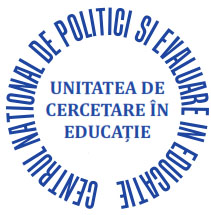 CENTRUL NAȚIONAL DE POLITICI ȘI EVALUARE ÎN EDUCAȚIE
UNITATEA DE
CERCETARE ÎN
EDUCAȚIE